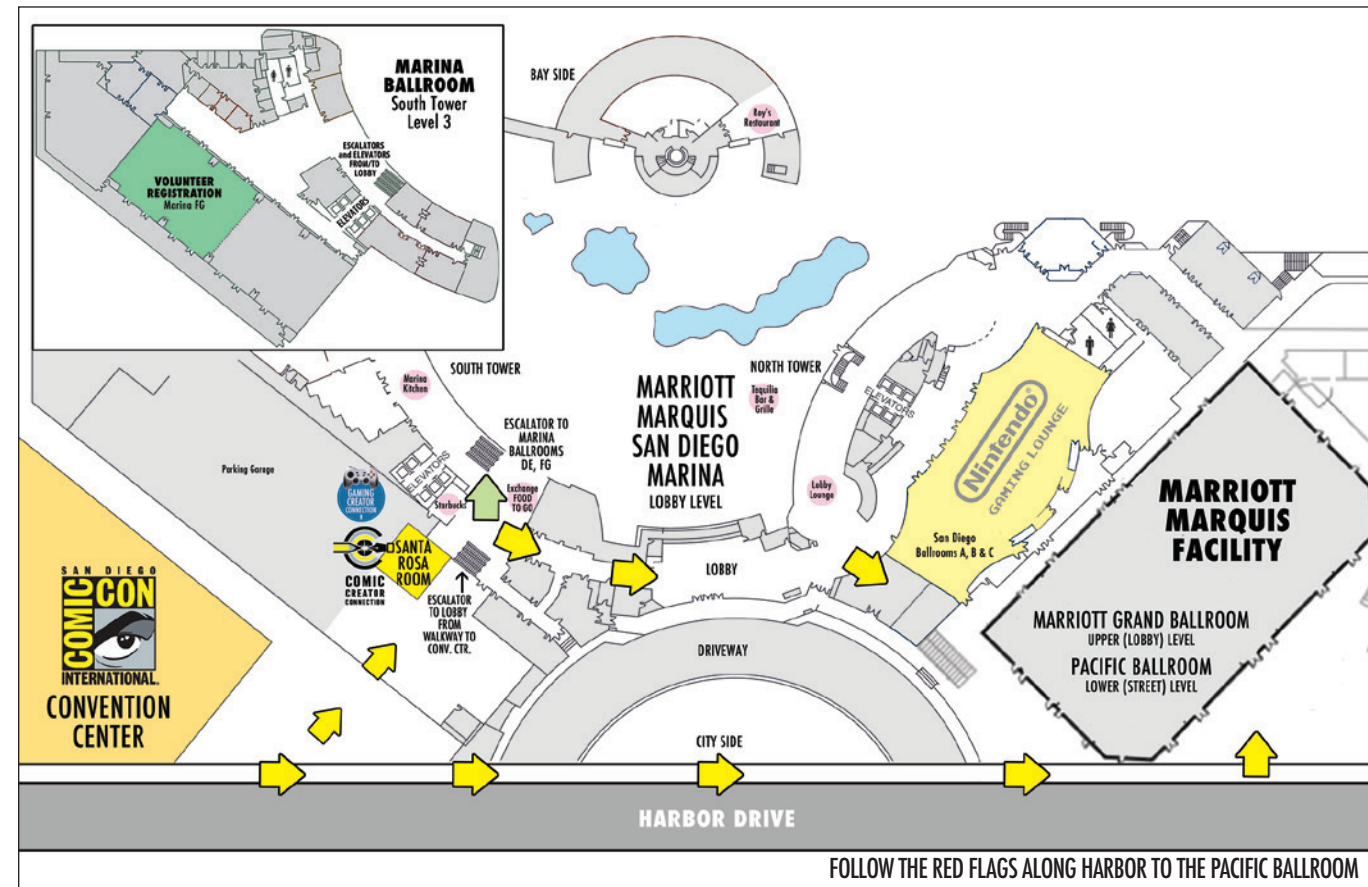 MARINA
BALLROOM
South Tower
Level 3
ESCALATORS
and ELEVATORS
FROM/TO
LOBBY
VOLUNTEER
REGISTRATION
Marina FG
ELEVATORS
BAY SIDE
Roy's
Restaurant
SOUTH TOWER
Marina
Kitchen
ESCALATOR TO
MARINA
BALLROOMS
DE, FG
MARRIOTT
MARQUIS
SAN DIEGO
MARINA
LOBBY LEVEL
NORTH TOWER
Tequilia
Bar &
Grille
ELEVATORS
Nintendo®
GAMING LOUNGE
San Diego
Ballrooms A, B & C
Lobby
Lounge
Parking Garage
ELEVATORS
Starbucks
Exchange
FOOD
TO GO
GAMING
CREATOR
CONNECTION
COMIC
CREATOR
CONNECTION
SANTA
ROSA
ROOM
ESCALATOR
TO LOBBY
FROM
WALKWAY TO
CONV. CTR.
LOBBY
DRIVEWAY
CITY SIDE
SAN DIEGO
COMIC CON
INTERNATIONAL®
CONVENTION
CENTER
MARRIOTT
MARQUIS
FACILITY
MARRIOTT GRAND BALLROOM
UPPER (LOBBY) LEVEL
PACIFIC BALLROOM
LOWER (STREET) LEVEL
HARBOR DRIVE
FOLLOW THE RED FLAGS ALONG HARBOR TO THE PACIFIC BALLROOM